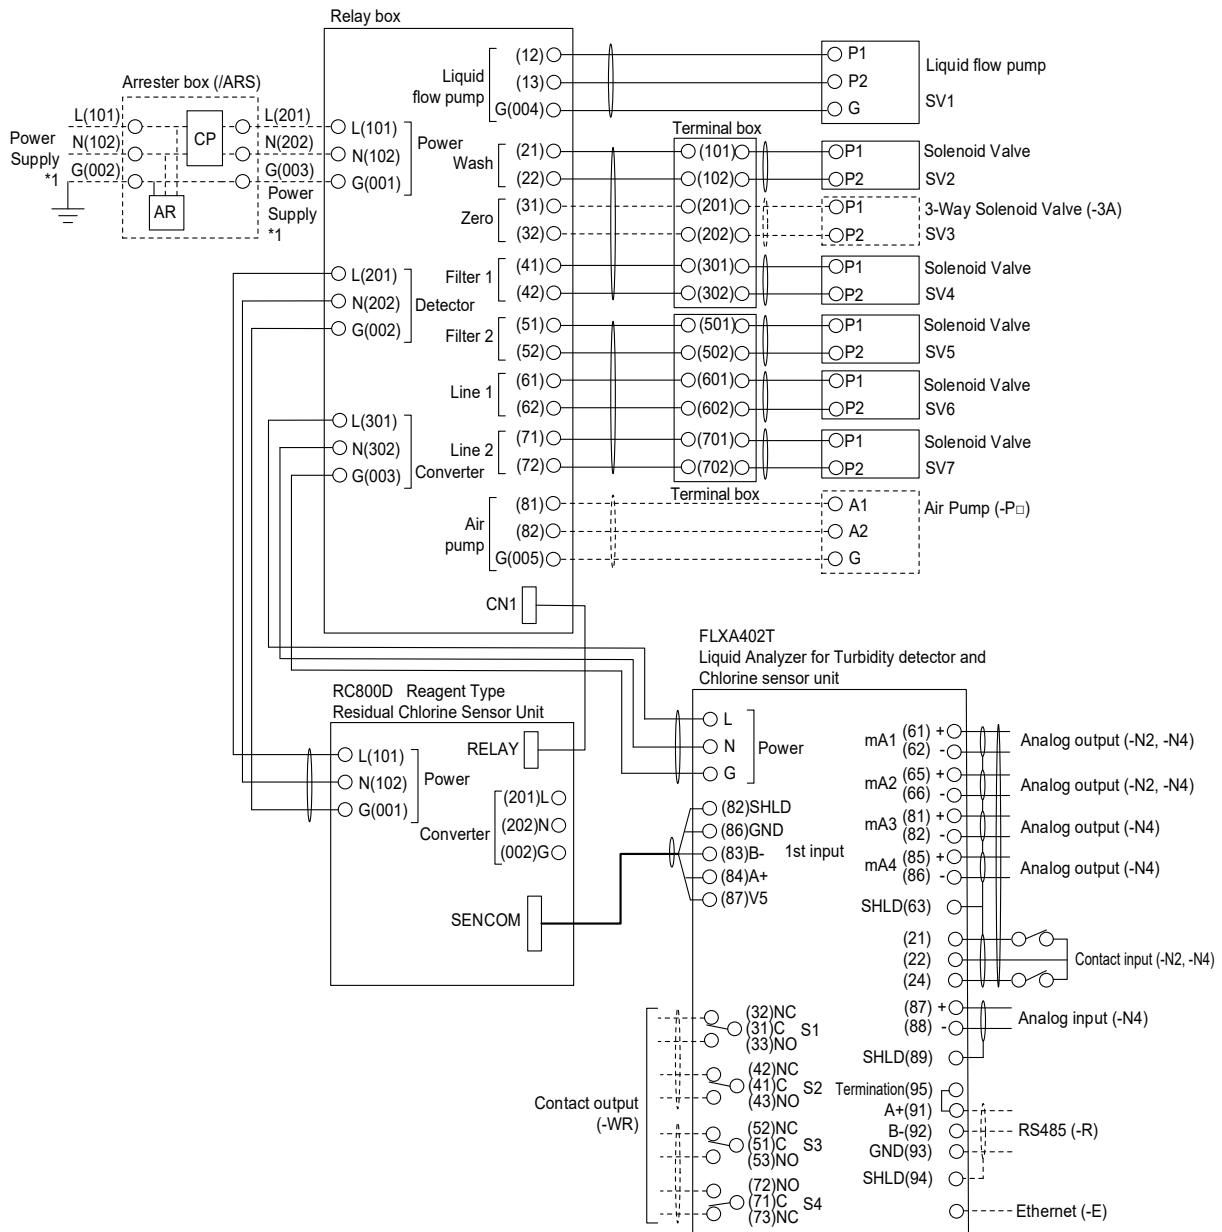 Relay box
Arrester box (/ARS)
Power
Supply
*1
L(101)
N(102)
G(002)
CP
AR
L(201)
N(202)
G(003)
Power
Supply
*1
L(101)
N(102)
G(001)
Power
L(201)
N(202)
G(002)
Detector
L(301)
N(302)
G(003)
Converter
Liquid
flow pump
(12)
(13)
G(004)
P1
P2
G
Liquid flow pump
SV1
Terminal box
Wash
(21)
(22)
(101)
(102)
P1
P2
Solenoid Valve
SV2
Zero
(31)
(32)
(201)
(202)
P1
P2
3-Way Solenoid Valve (-3A)
SV3
Filter 1
(41)
(42)
(301)
(302)
P1
P2
Solenoid Valve
SV4
Filter 2
(51)
(52)
(501)
(502)
P1
P2
Solenoid Valve
SV5
Line 1
(61)
(62)
(601)
(602)
P1
P2
Solenoid Valve
SV6
Line 2
(71)
(72)
(701)
(702)
P1
P2
Solenoid Valve
SV7
Terminal box
Air
pump
(81)
(82)
G(005)
A1
A2
G
Air Pump (-P□)
CN1
RC800D Reagent Type
Residual Chlorine Sensor Unit
L(101)
N(102)
G(001)
Power
RELAY
Converter
(201)L
(202)N
(002)G
SENCOM
FLXA402T
Liquid Analyzer for Turbidity detector and
Chlorine sensor unit
L
N
G
Power
(82)SHLD
(86)GND
(83)B-
(84)A+
(87)V5
1st input
mA1
(61) +
(62) -
Analog output (-N2, -N4)
mA2
(65) +
(66) -
Analog output (-N2, -N4)
mA3
(81) +
(82) -
Analog output (-N4)
mA4
(85) +
(86) -
Analog output (-N4)
SHLD(63)
(21)
(22)
(24)
Contact input (-N2, -N4)
(87) +
(88) -
Analog input (-N4)
SHLD(89)
Termination(95)
A+(91)
B-(92)
GND(93)
SHLD(94)
RS485 (-R)
Ethernet (-E)
Contact output
(-WR)
(32)NC
(31)C S1
(33)NO
(42)NC
(41)C S2
(43)NO
(52)NC
(51)C S3
(53)NO
(72)NO
(71)C S4
(73)NC